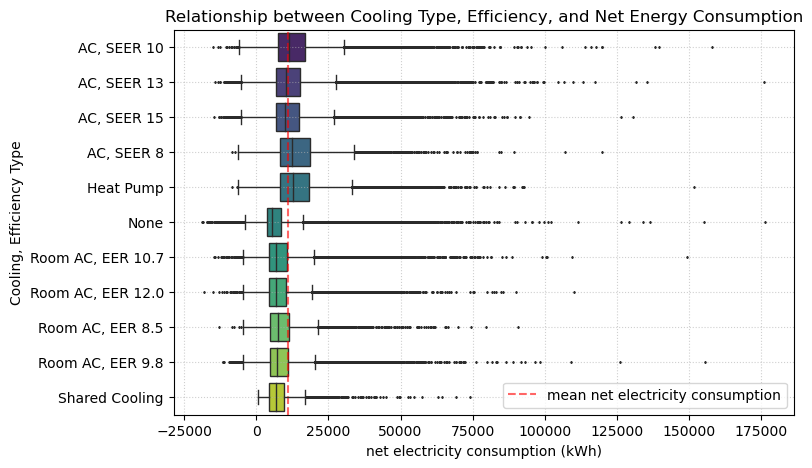 Relationship between Cooling Type, Efficiency, and Net Energy Consumption
Cooling, Efficiency Type
AC, SEER 10
AC, SEER 13
AC, SEER 15
AC, SEER 8
Heat Pump
None
Room AC, EER 10.7
Room AC, EER 12.0
Room AC, EER 8.5
Room AC, EER 9.8
Shared Cooling
mean net electricity consumption
−25000 0 25000 50000 75000 100000 125000 150000 175000
net electricity consumption (kWh)